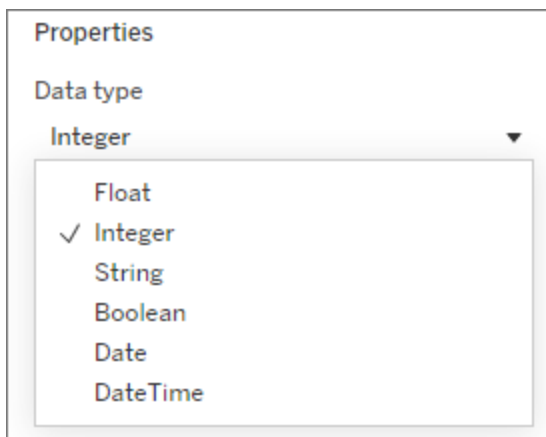 Properties
Data type
Integer
Float
Integer
String
Boolean
Date
DateTime